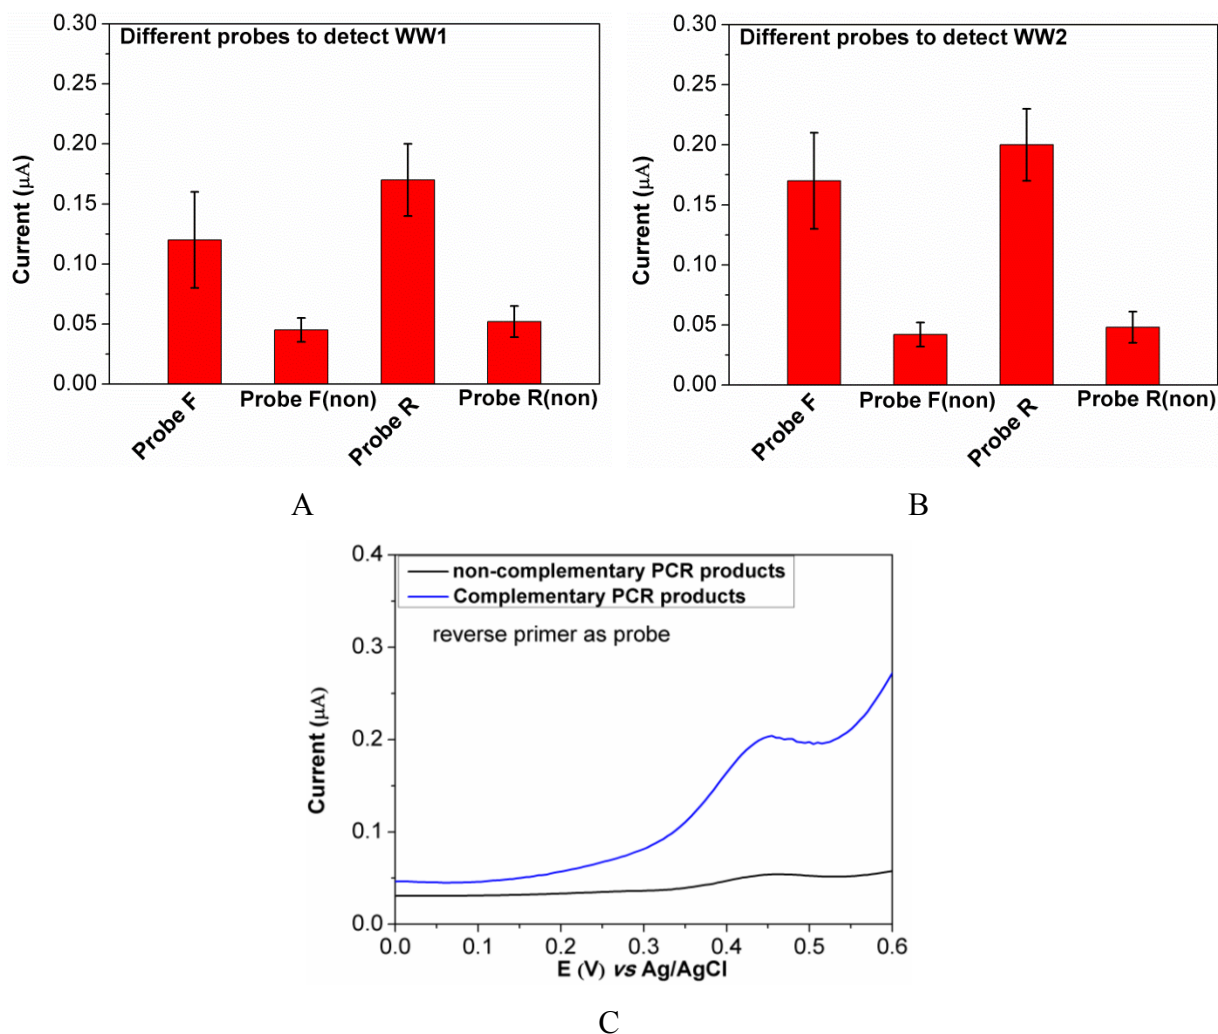 Different probes to detect WW1
0.30
0.25
0.20
0.15
0.10
0.05
0.00
Current (μA)
Probe F
Probe F(non)
Probe R
Probe R(non)
A
Different probes to detect WW2
0.30
0.25
0.20
0.15
0.10
0.05
0.00
Current (μA)
Probe F
Probe F(non)
Probe R
Probe R(non)
B
non-complementary PCR products
Complementary PCR products
reverse primer as probe
0.4
0.3
0.2
0.1
0.0
Current (μA)
0.0 0.1 0.2 0.3 0.4 0.5 0.6
E (V) vs Ag/AgCl
C